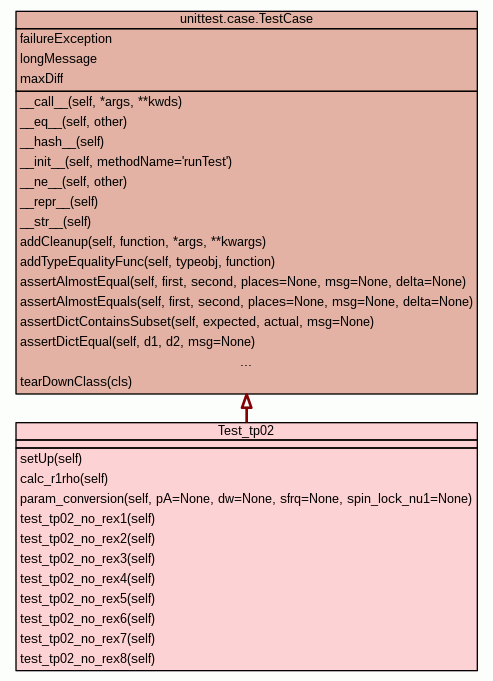 unittest.case.TestCase
failureException
longMessage
maxDiff
__call__(self, *args, **kwds)
__eq__(self, other)
__hash__(self)
__init__(self, methodName='runTest')
__ne__(self, other)
__repr__(self)
__str__(self)
addCleanup(self, function, *args, **kwargs)
addTypeEqualityFunc(self, typeobj, function)
assertAlmostEqual(self, first, second, places=None, msg=None, delta=None)
assertAlmostEquals(self, first, second, places=None, msg=None, delta=None)
assertDictContainsSubset(self, expected, actual, msg=None)
assertDictEqual(self, d1, d2, msg=None)
...
tearDownClass(cls)
Test_tp02
setUp(self)
calc_r1rho(self)
param_conversion(self, pA=None, dw=None, sfrq=None, spin_lock_nu1=None)
test_tp02_no_rex1(self)
test_tp02_no_rex2(self)
test_tp02_no_rex3(self)
test_tp02_no_rex4(self)
test_tp02_no_rex5(self)
test_tp02_no_rex6(self)
test_tp02_no_rex7(self)
test_tp02_no_rex8(self)